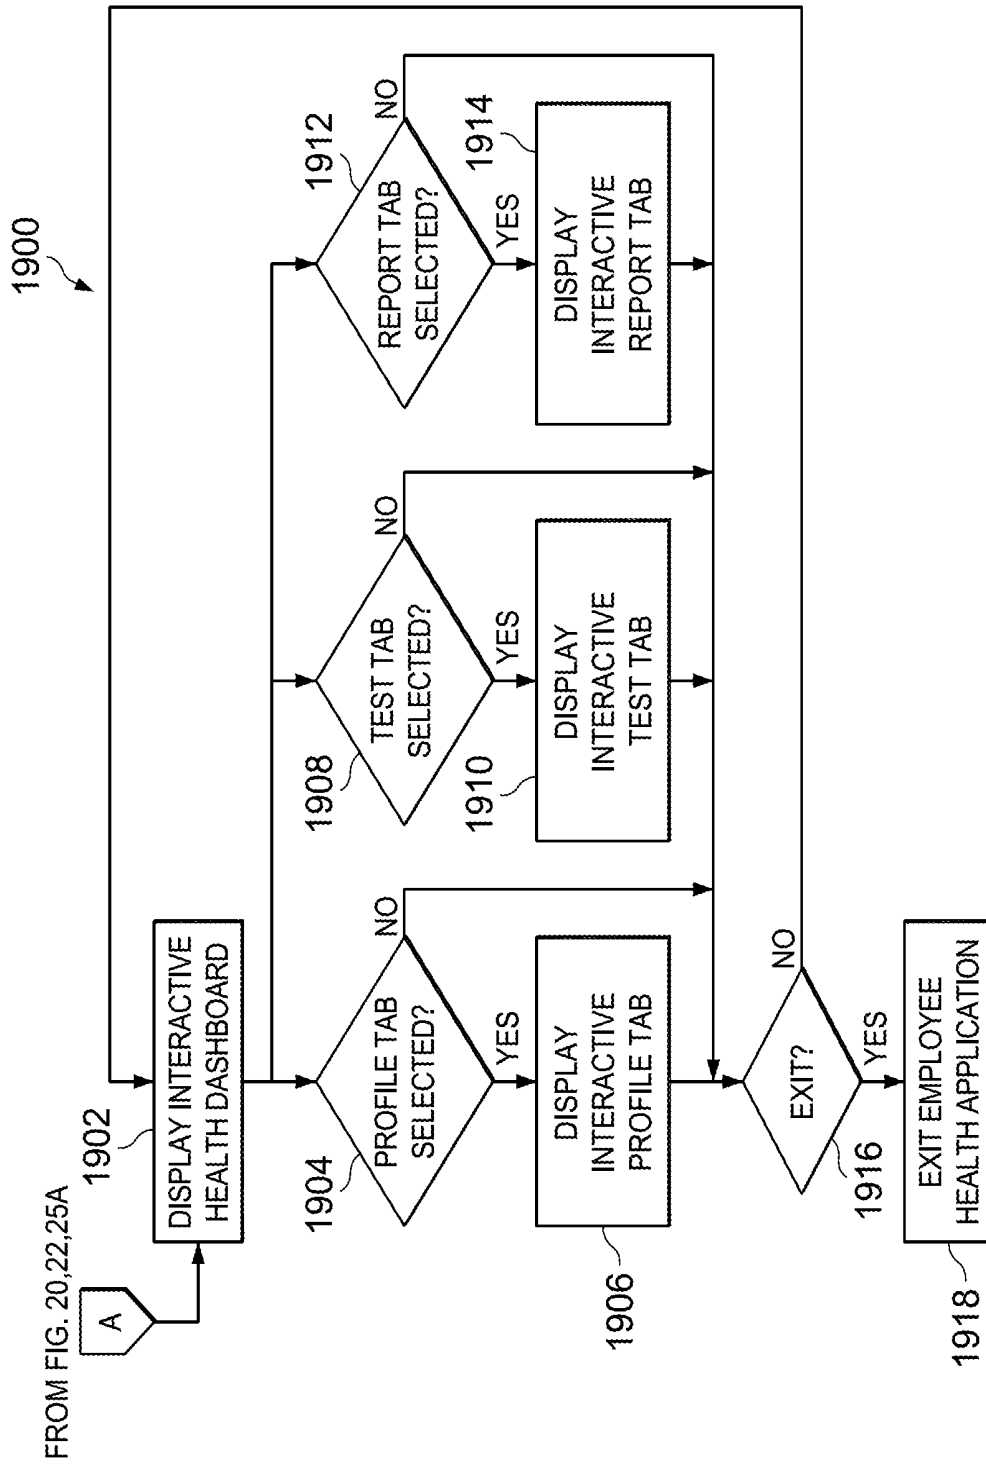 1900
FROM FIG. 20,22,25A
A
1902
DISPLAY INTERACTIVE
HEALTH DASHBOARD
1904
PROFILE TAB
SELECTED?
NO
YES
1908
TEST TAB
SELECTED?
NO
YES
1912
REPORT TAB
SELECTED?
NO
YES
1906
DISPLAY
INTERACTIVE
PROFILE TAB
1910
DISPLAY
INTERACTIVE
TEST TAB
1914
DISPLAY
INTERACTIVE
REPORT TAB
1916
EXIT?
NO
YES
1918
EXIT EMPLOYEE
HEALTH APPLICATION